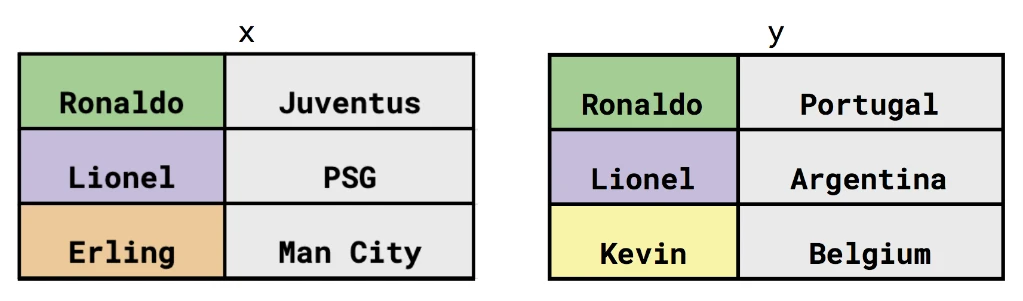 x
Ronaldo Juventus
Lionel PSG
Erling Man City
y
Ronaldo Portugal
Lionel Argentina
Kevin Belgium